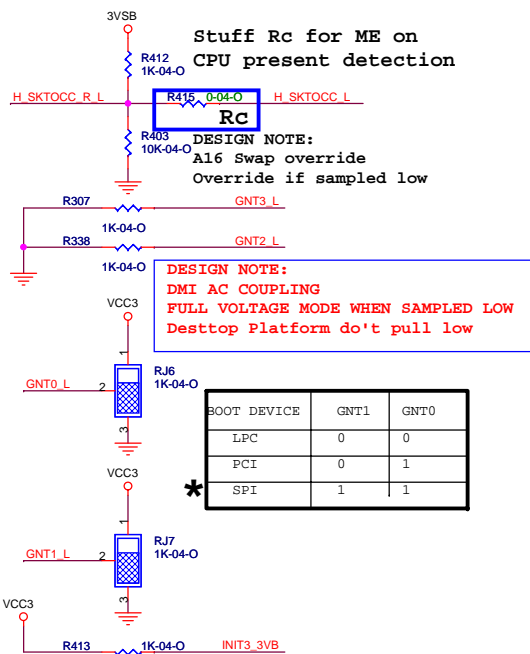 3VSB
Stuff Rc for ME on
CPU present detection
R412
1K-04-O
H_SKTOCC_R_L
R415
0-04-O
H_SKTOCC_L
Rc
R403
10K-04-O
DESIGN NOTE:
A16 Swap override
Override if sampled low
R307
GNT3_L
1K-04-O
R338
GNT2_L
1K-04-O
DESIGN NOTE:
DMI AC COUPLING
FULL VOLTAGE MODE WHEN SAMPLED LOW
Desttop Platform do't pull low
VCC3
1
RJ6
1K-04-O
GNT0_L
2
3
BOOT DEVICE GNT1 GNT0
LPC 0 0
PCI 0 1
* SPI 1 1
VCC3
1
RJ7
1K-04-O
GNT1_L
2
3
VCC3
R413
1K-04-O
INIT3_3VB